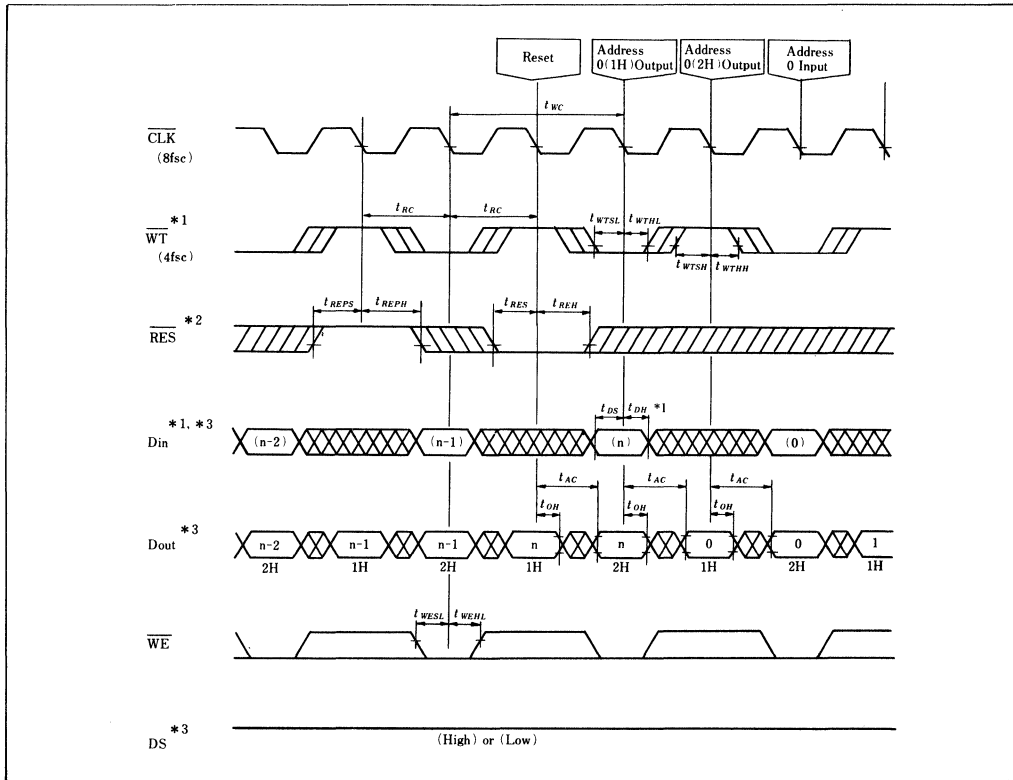 Reset
Address 0(1H)Output
Address 0(2H)Output
Address 0 Input
tWC
CLK
(8fsc)
tRC tRC tWTSL tWTHL
WT *1
(4fsc)
tWTSH tWTHH
tREPS tREPH tRES tREH
RES *2
tDS tDH *1
Din *1, *3
(n-2) (n-1) (n) (0)
tAC tAC tAC
tOH tOH tOH
Dout *3
n-2 n-1 n-1 n n 0 0 1
2H 1H 2H 1H 2H 1H 2H 1H
tWESL tWEHL
WE
DS *3
(High) or (Low)